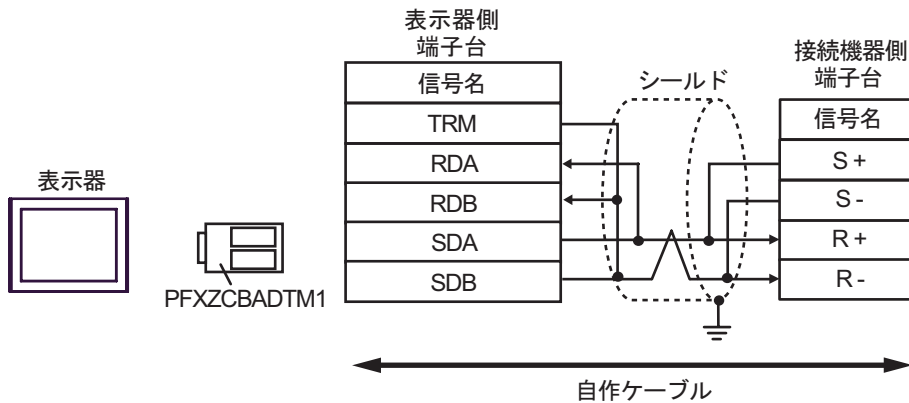 表示器側
端子台
信号名
TRM
RDA
RDB
SDA
SDB
シールド
接続機器側
端子台
信号名
S +
S -
R +
R -
表示器
PFXZCBADTM1
自作ケーブル